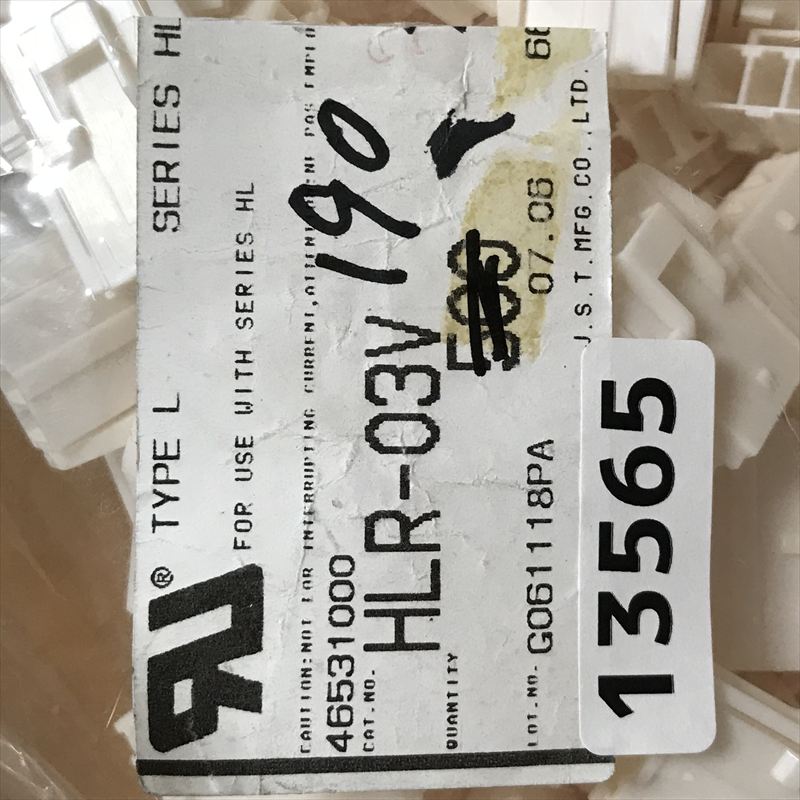 ® TYPE L SERIES HL
FOR USE WITH SERIES HL
CAUTION:NOT FOR INTERRUPTING CURRENT,
46531000 190
CAT.NO. HLR-03V
QUANTITY 500
LOT.NO. G061118PA 07.06
J.S.T.MFG.CO.,LTD.
13565